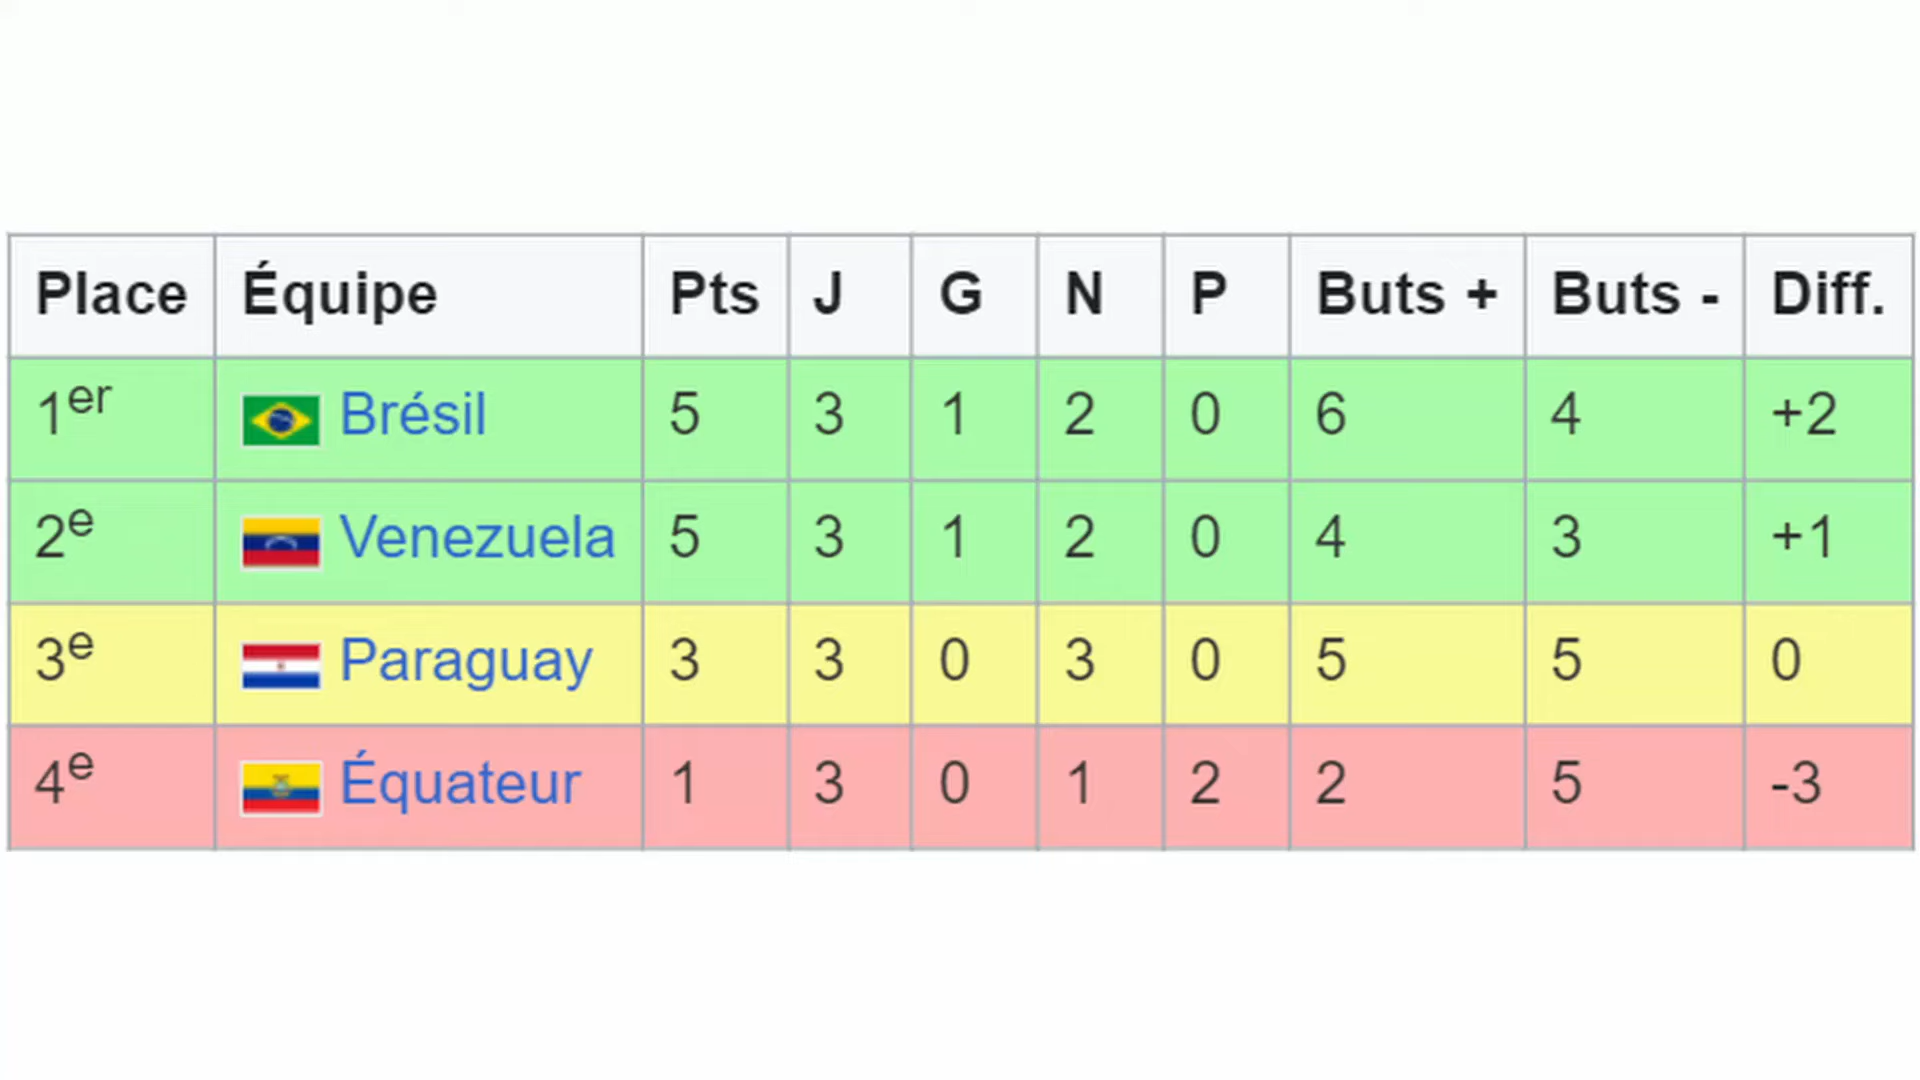 Place Équipe Pts J G N P Buts + Buts - Diff.
1er Brésil 5 3 1 2 0 6 4 +2
2e Venezuela 5 3 1 2 0 4 3 +1
3e Paraguay 3 3 0 3 0 5 5 0
4e Équateur 1 3 0 1 2 2 5 -3